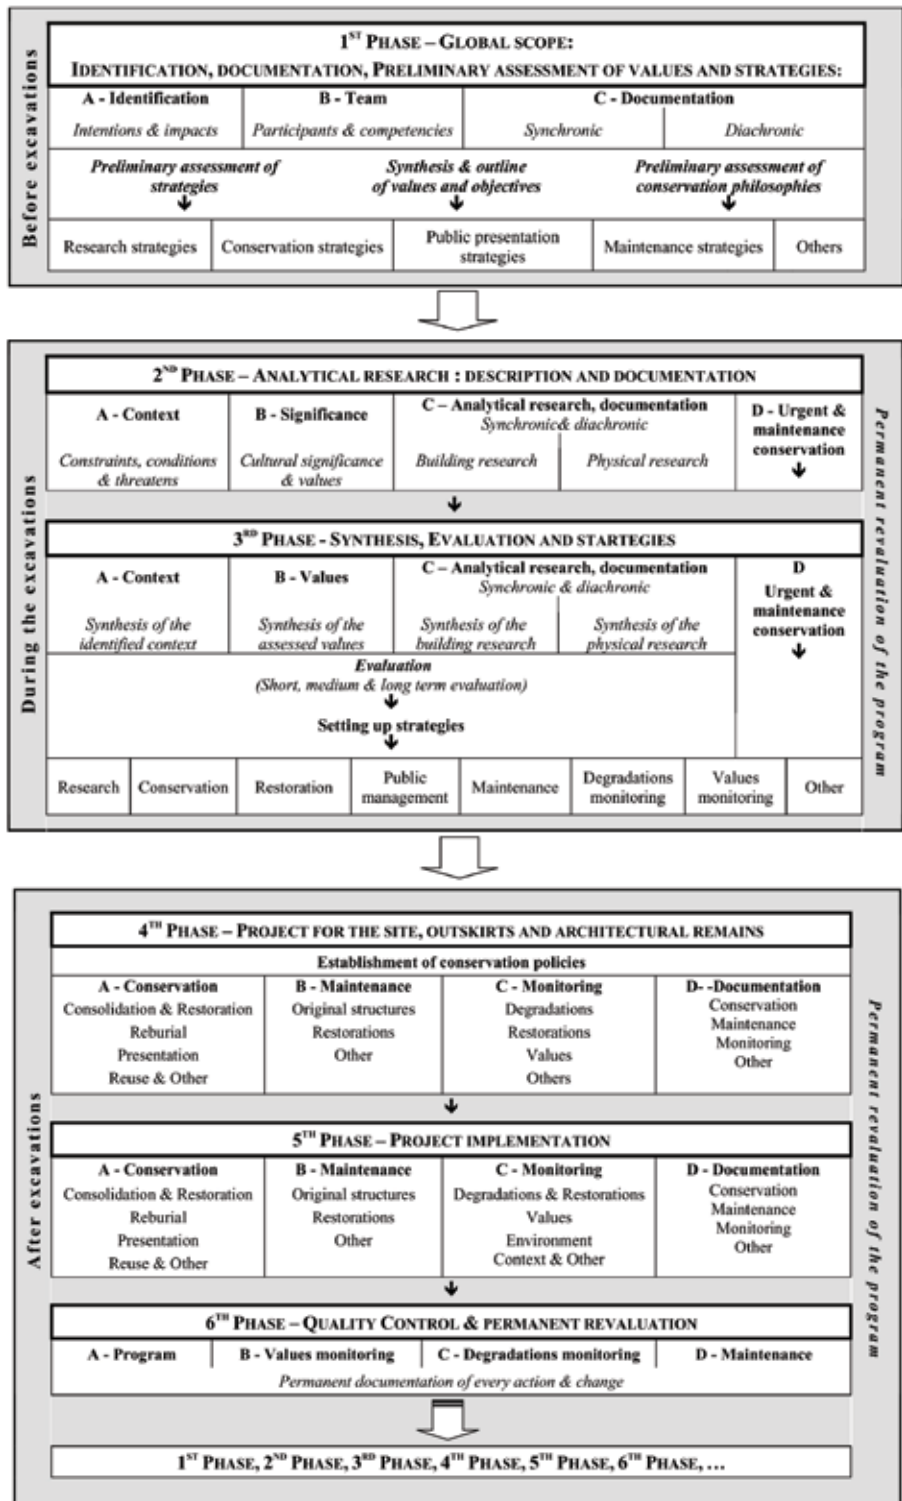 Before excavations
1ST PHASE – GLOBAL SCOPE:
IDENTIFICATION, DOCUMENTATION, PRELIMINARY ASSESSMENT OF VALUES AND STRATEGIES:
A - Identification B - Team C - Documentation
Intentions & impacts Participants & competencies Synchronic Diachronic
Preliminary assessment of Synthesis & outline Preliminary assessment of
strategies of values and objectives conservation philosophies
Research strategies Conservation strategies Public presentation Maintenance strategies Others
strategies
During the excavations
Permanent revaluation of the program
2ND PHASE – ANALYTICAL RESEARCH : DESCRIPTION AND DOCUMENTATION
A - Context B - Significance C – Analytical research, documentation D - Urgent &
Synchronic& diachronic maintenance
conservation
Constraints, conditions Cultural significance Building research Physical research
& threatens & values
3RD PHASE - SYNTHESIS, EVALUATION AND STARTEGIES
A - Context B - Values C – Analytical research, documentation D
Synchronic & diachronic Urgent &
maintenance
conservation
Synthesis of the Synthesis of the Synthesis of the Synthesis of the
identified context assessed values building research physical research
Evaluation
(Short, medium & long term evaluation)
Setting up strategies
Research Conservation Restoration Public Maintenance Degradations Values Other
management monitoring monitoring
After excavations
Permanent revaluation of the program
4TH PHASE – PROJECT FOR THE SITE, OUTSKIRTS AND ARCHITECTURAL REMAINS
Establishment of conservation policies
A - Conservation B - Maintenance C - Monitoring D- -Documentation
Consolidation & Restoration Original structures Degradations Conservation
Reburial Restorations Restorations Maintenance
Presentation Other Values Monitoring
Reuse & Other Others Other
5TH PHASE – PROJECT IMPLEMENTATION
A - Conservation B - Maintenance C - Monitoring D - Documentation
Consolidation & Restoration Original structures Degradations & Restorations Conservation
Reburial Restorations Values Maintenance
Presentation Other Environment Monitoring
Reuse & Other Context & Other Other
6TH PHASE – QUALITY CONTROL & PERMANENT REVALUATION
A - Program B - Values monitoring C - Degradations monitoring D - Maintenance
Permanent documentation of every action & change
1ST PHASE, 2ND PHASE, 3RD PHASE, 4TH PHASE, 5TH PHASE, 6TH PHASE, …